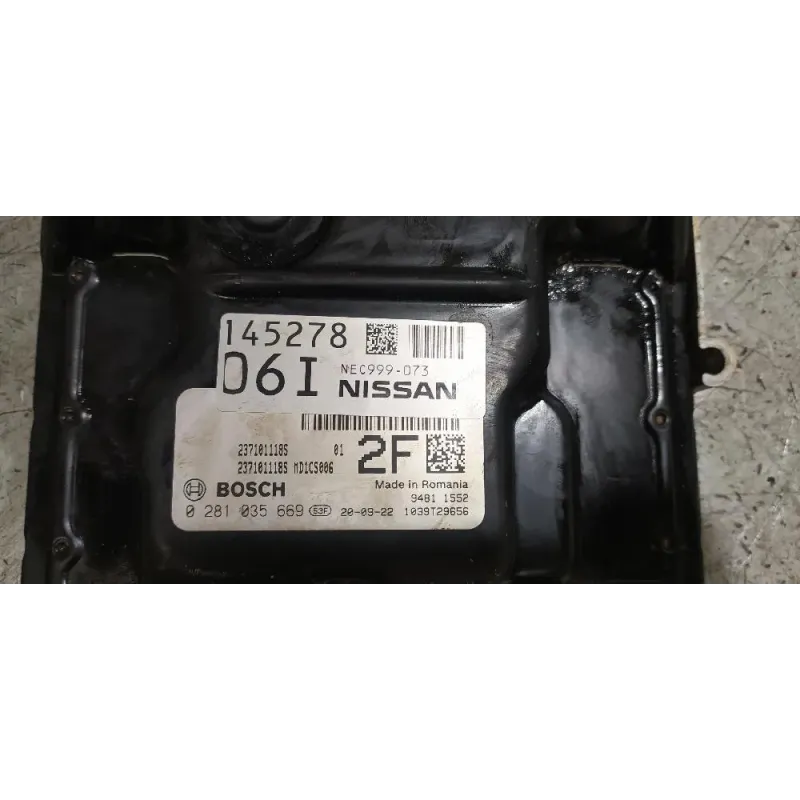 145278
06I NEC999-073
NISSAN
237101118S 01
237101118S MD1CS006
2F
BOSCH Made in Romania
9481 1552
0 281 035 669 S3F 20-09-22 1039T29656